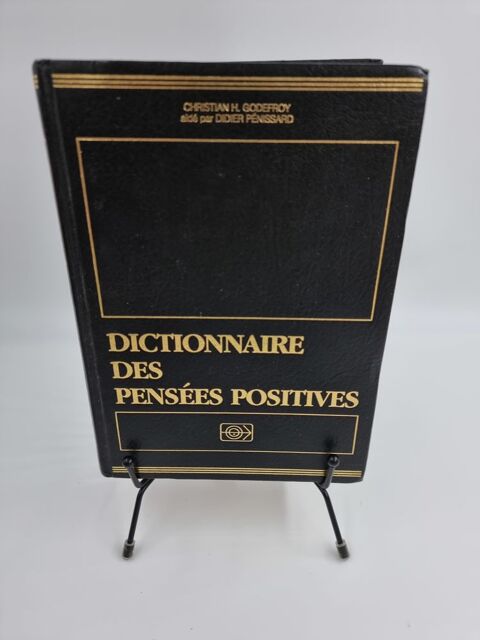 CHRISTIAN H. GODEFROY
aidé par DIDIER PÉNISSARD
DICTIONNAIRE
DES
PENSÉES POSITIVES